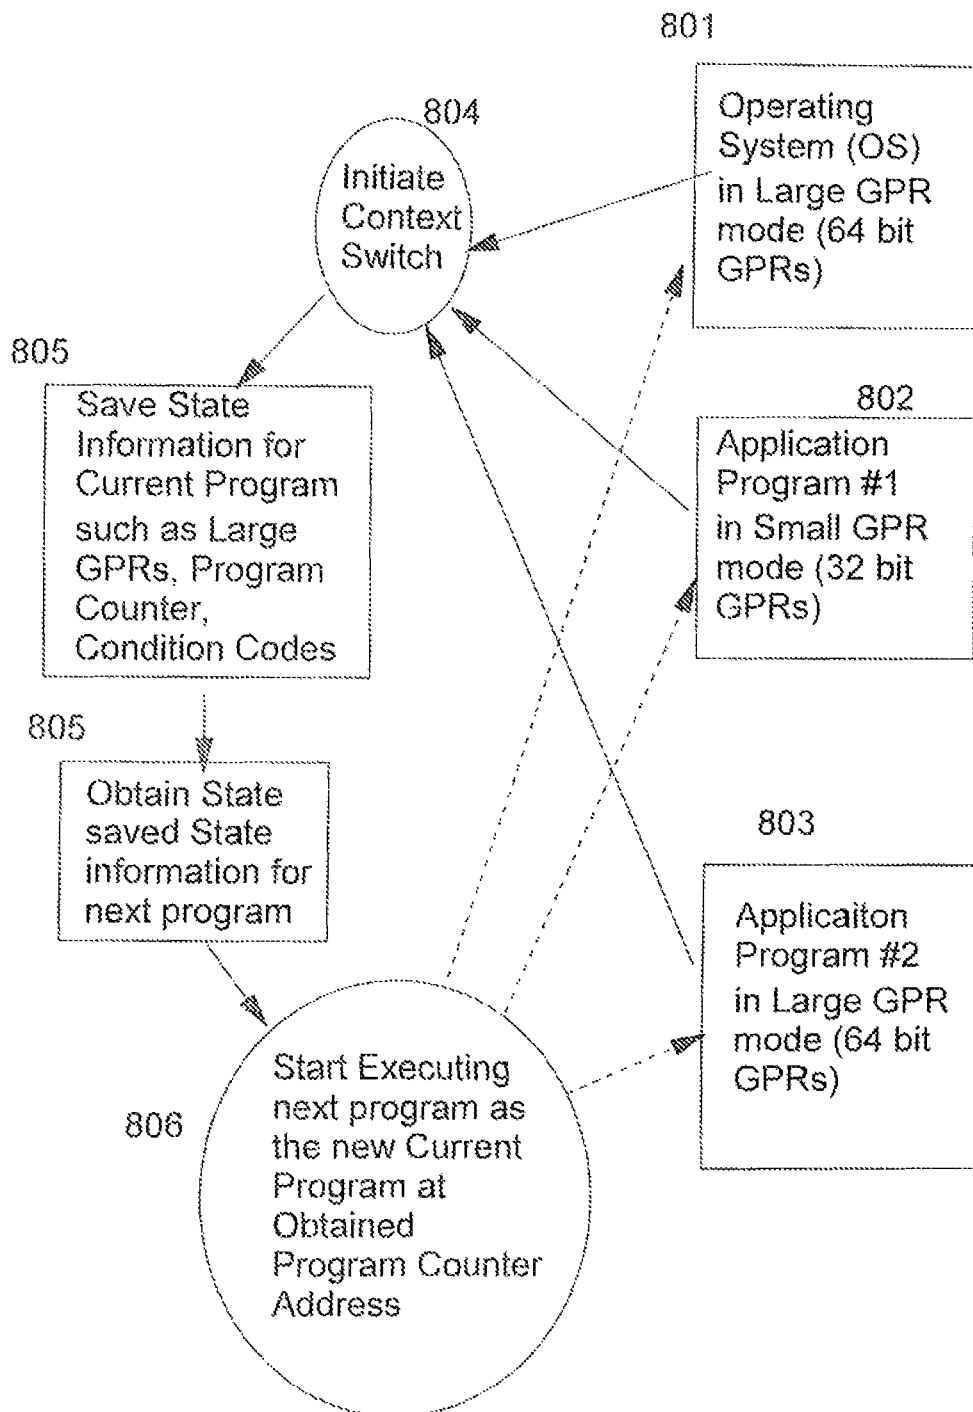 801
Operating
System (OS)
in Large GPR
mode (64 bit
GPRs)
804
Initiate
Context
Switch
805
Save State
Information for
Current Program
such as Large
GPRs, Program
Counter,
Condition Codes
802
Application
Program #1
in Small GPR
mode (32 bit
GPRs)
805
Obtain State
saved State
information for
next program
803
Applicaiton
Program #2
in Large GPR
mode (64 bit
GPRs)
806
Start Executing
next program as
the new Current
Program at
Obtained
Program Counter
Address